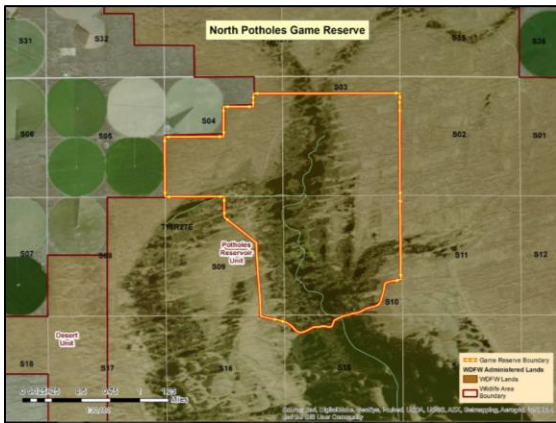 North Potholes Game Reserve
S31
S32
S35
S36
S03
S04
S05
S06
S02
S01
T18R27E
Potholes
Reservoir
Unit
S07
S08
S09
S10
S11
S12
Desert
Unit
S18
S17
S16
S15
Miles
Game Reserve Boundary
WDFW Administered Lands
WDFW Lands
Wildlife Area
Boundary